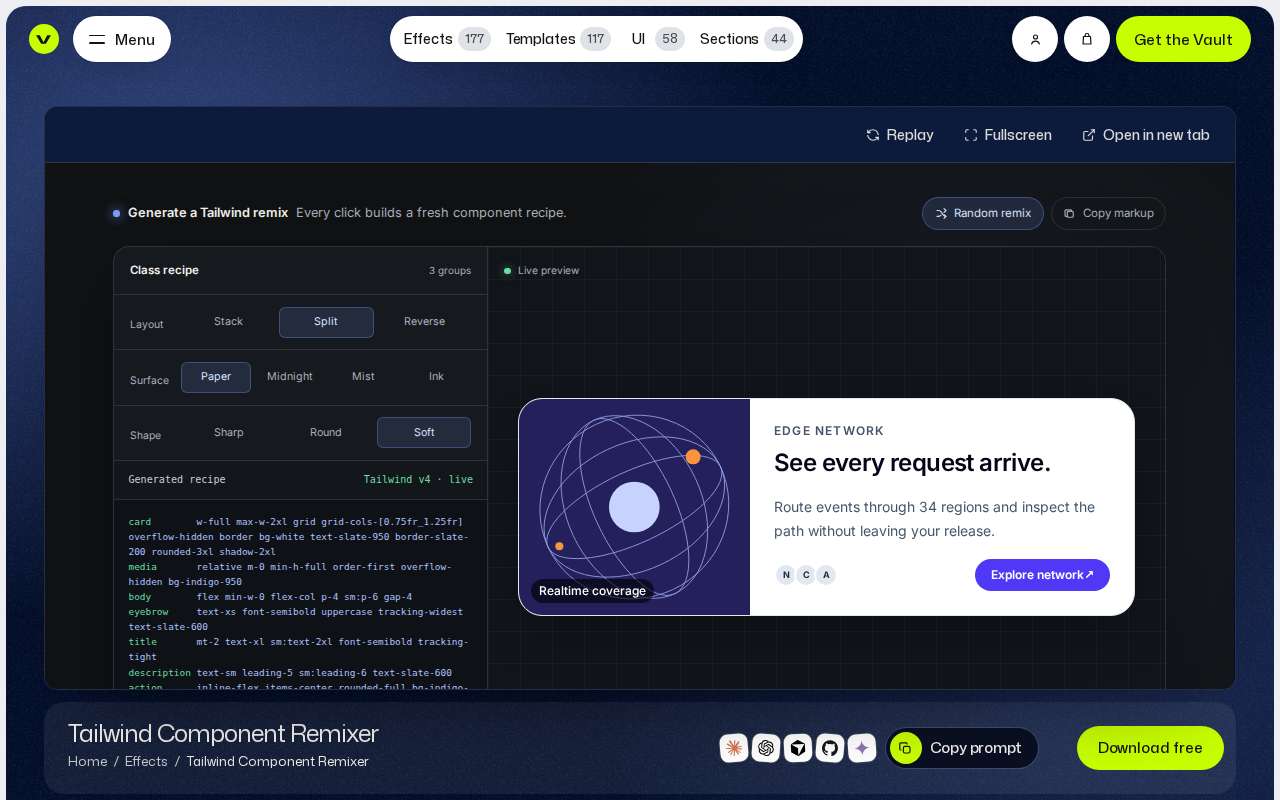 Menu
Effects 177 Templates 117 UI 58 Sections 44
Get the Vault
Replay Fullscreen Open in new tab
Generate a Tailwind remix Every click builds a fresh component recipe.
Random remix Copy markup
Class recipe 3 groups
Live preview
Layout Stack Split Reverse
Surface Paper Midnight Mist Ink
Shape Sharp Round Soft
Generated recipe Tailwind v4 · live
card w-full max-w-2xl grid grid-cols-[0.75fr_1.25fr]
overflow-hidden border bg-white text-slate-950 border-slate-
200 rounded-3xl shadow-2xl
media relative m-0 min-h-full order-first overflow-
hidden bg-indigo-950
body flex min-w-0 flex-col p-4 sm:p-6 gap-4
eyebrow text-xs font-semibold uppercase tracking-widest
text-slate-600
title mt-2 text-xl sm:text-2xl font-semibold tracking-
tight
description text-sm leading-5 sm:leading-6 text-slate-600
action inline-flex items-center rounded-full bg-indigo-
EDGE NETWORK
See every request arrive.
Route events through 34 regions and inspect the
path without leaving your release.
N C A
Explore network↗
Realtime coverage
Tailwind Component Remixer
Home / Effects / Tailwind Component Remixer
Copy prompt
Download free